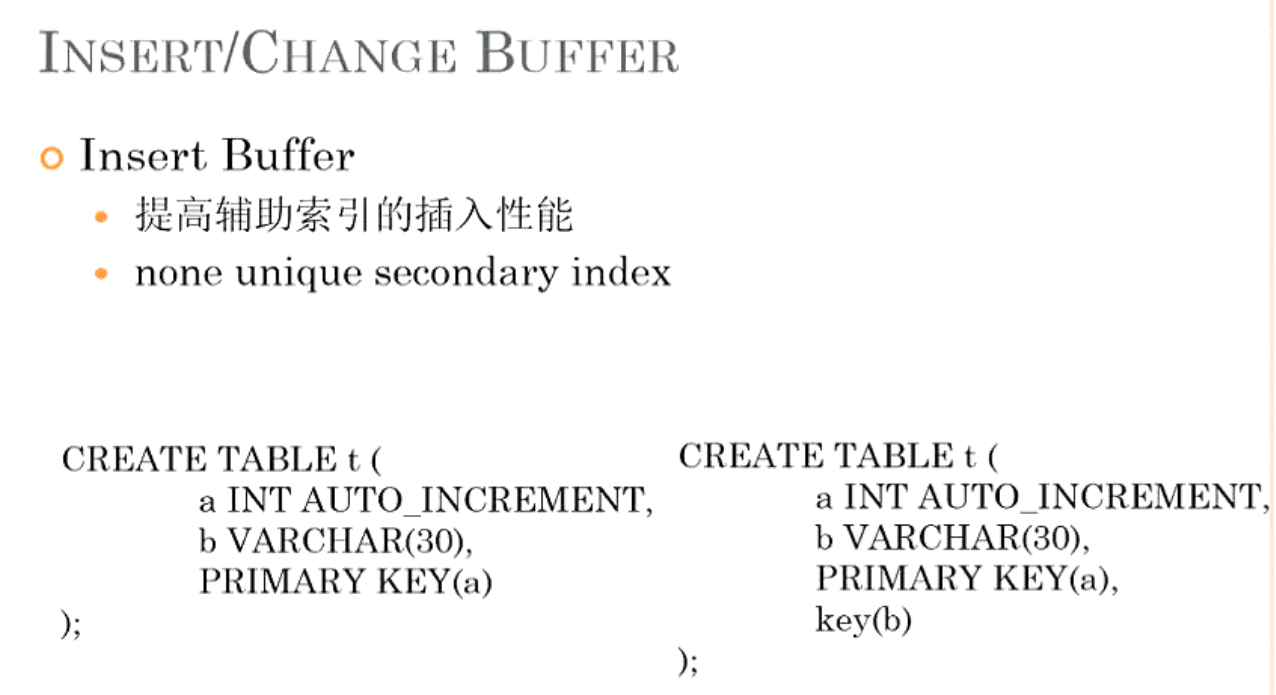 INSERT/CHANGE BUFFER
Insert Buffer
提高辅助索引的插入性能
none unique secondary index
CREATE TABLE t (
a INT AUTO_INCREMENT,
b VARCHAR(30),
PRIMARY KEY(a)
);
CREATE TABLE t (
a INT AUTO_INCREMENT,
b VARCHAR(30),
PRIMARY KEY(a),
key(b)
);